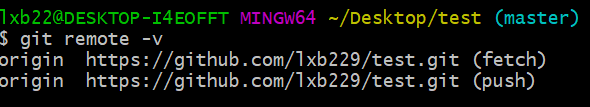 lxb22@DESKTOP-I4EOFFT MINGW64 ~/Desktop/test (master)
$ git remote -v
origin  https://github.com/lxb229/test.git (fetch)
origin  https://github.com/lxb229/test.git (push)